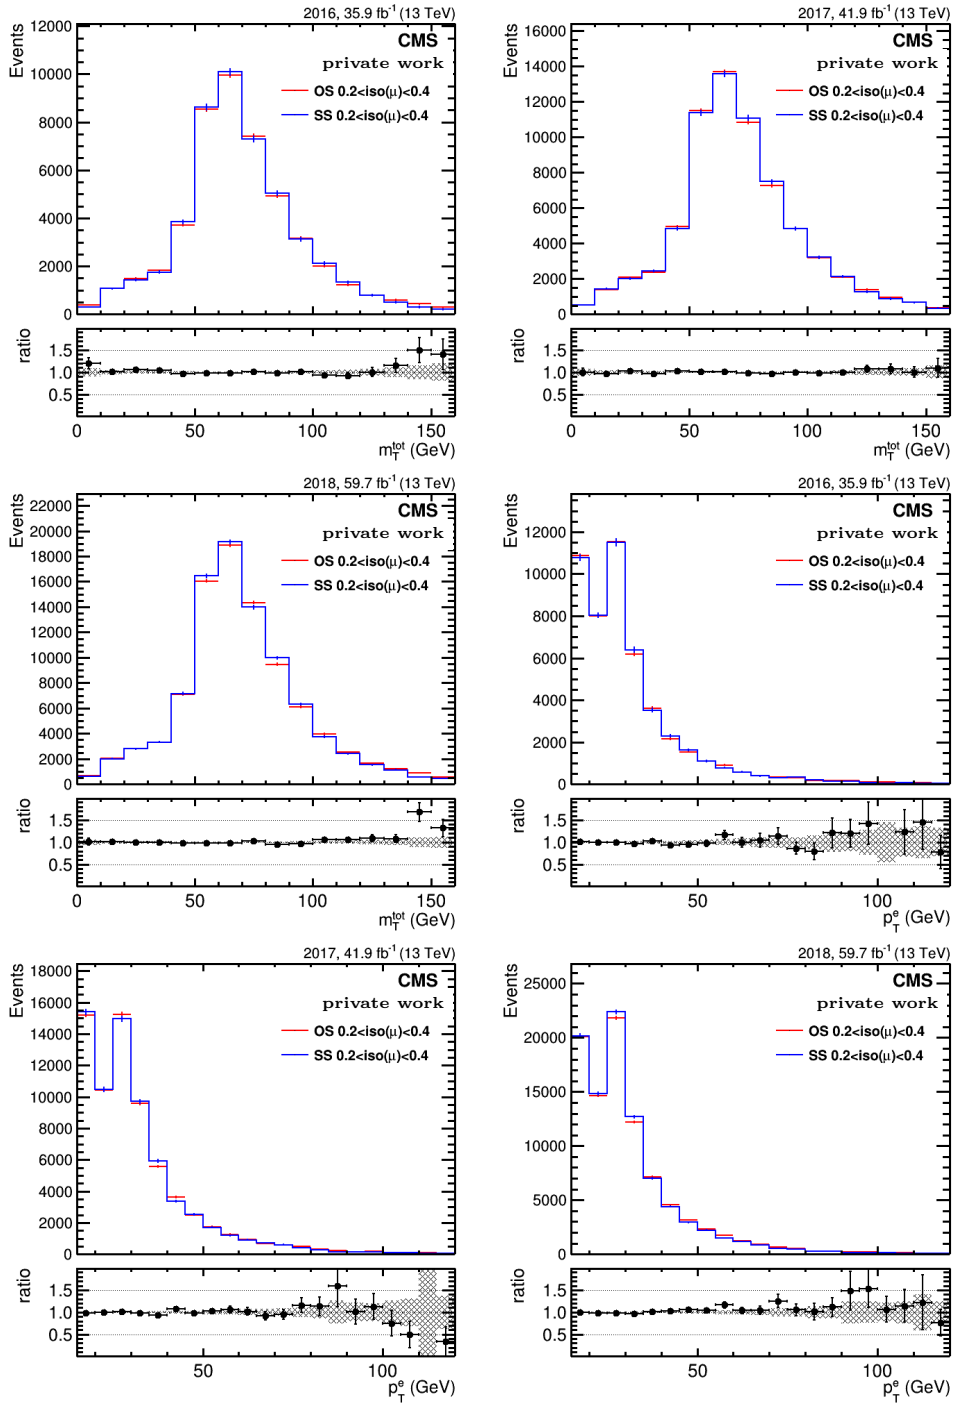 2016, 35.9 fb⁻¹ (13 TeV)
Events
12000
10000
8000
6000
4000
2000
0
CMS
private work
OS 0.2<iso(μ)<0.4
SS 0.2<iso(μ)<0.4
ratio
1.5
1.0
0.5
0 50 100 150
m_T^tot (GeV)
2017, 41.9 fb⁻¹ (13 TeV)
Events
16000
14000
12000
10000
8000
6000
4000
2000
0
CMS
private work
OS 0.2<iso(μ)<0.4
SS 0.2<iso(μ)<0.4
ratio
1.5
1.0
0.5
0 50 100 150
m_T^tot (GeV)
2018, 59.7 fb⁻¹ (13 TeV)
Events
22000
20000
18000
16000
14000
12000
10000
8000
6000
4000
2000
0
CMS
private work
OS 0.2<iso(μ)<0.4
SS 0.2<iso(μ)<0.4
ratio
1.5
1.0
0.5
0 50 100 150
m_T^tot (GeV)
2016, 35.9 fb⁻¹ (13 TeV)
Events
12000
10000
8000
6000
4000
2000
0
CMS
private work
OS 0.2<iso(μ)<0.4
SS 0.2<iso(μ)<0.4
ratio
1.5
1.0
0.5
50 100
p_T^e (GeV)
2017, 41.9 fb⁻¹ (13 TeV)
Events
18000
16000
14000
12000
10000
8000
6000
4000
2000
0
CMS
private work
OS 0.2<iso(μ)<0.4
SS 0.2<iso(μ)<0.4
ratio
1.5
1.0
0.5
50 100
p_T^e (GeV)
2018, 59.7 fb⁻¹ (13 TeV)
Events
25000
20000
15000
10000
5000
0
CMS
private work
OS 0.2<iso(μ)<0.4
SS 0.2<iso(μ)<0.4
ratio
1.5
1.0
0.5
50 100
p_T^e (GeV)